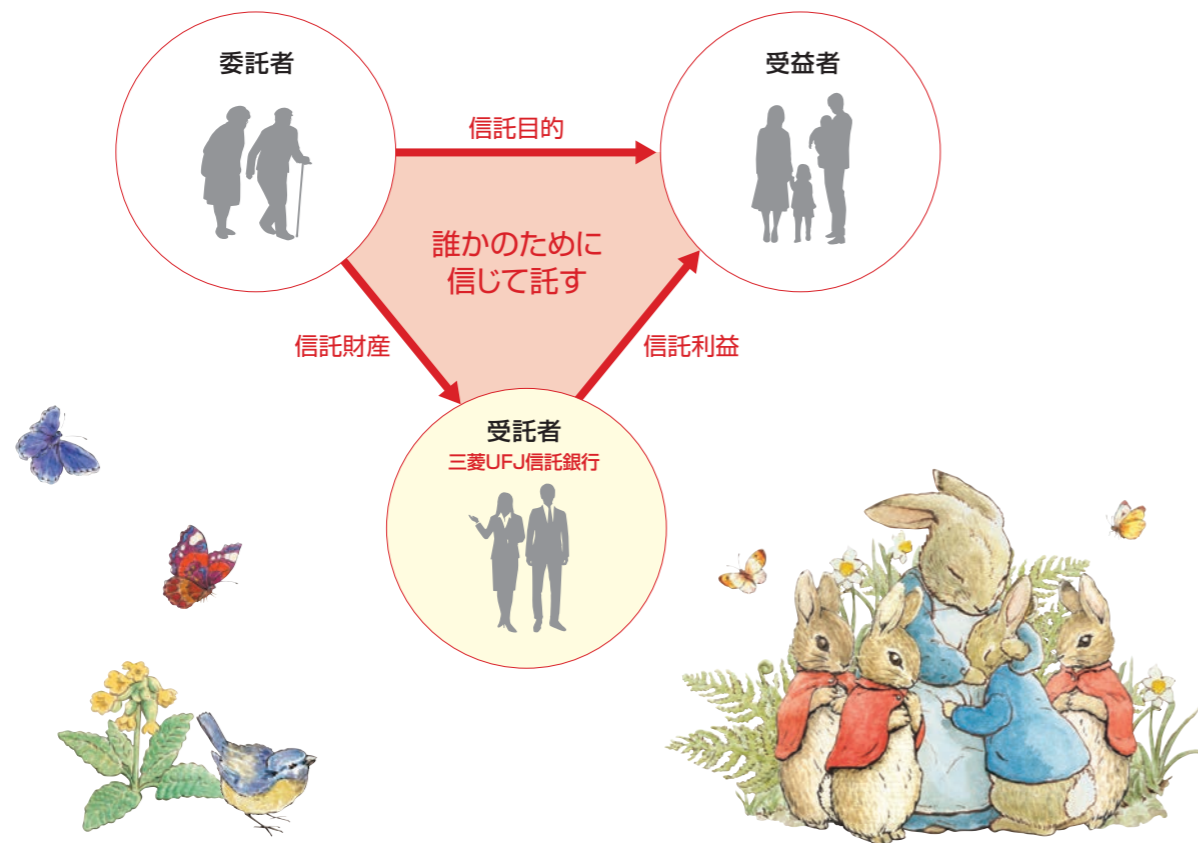 委託者
受益者
信託目的
誰かのために
信じて託す
信託財産
信託利益
受託者
三菱UFJ信託銀行